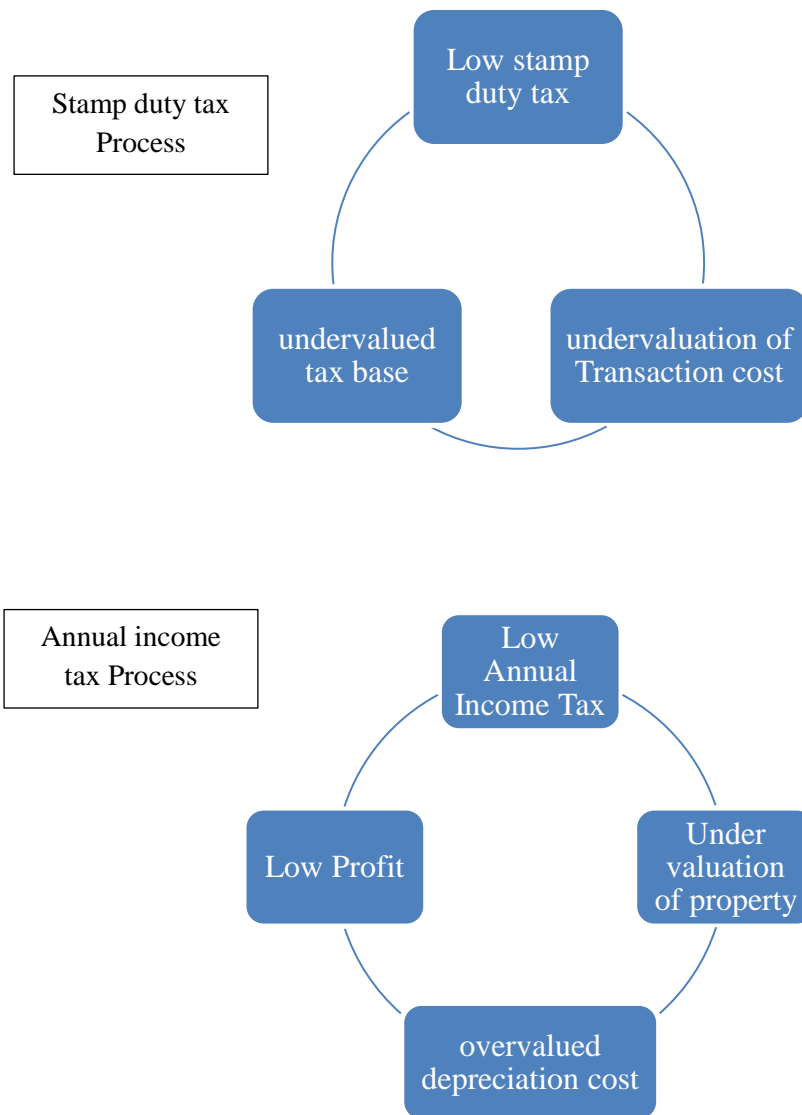 Stamp duty tax
Process
Low stamp
duty tax
undervalued
tax base
undervaluation of
Transaction cost
Annual income
tax Process
Low
Annual
Income Tax
Low Profit
Under
valuation
of property
overvalued
depreciation cost